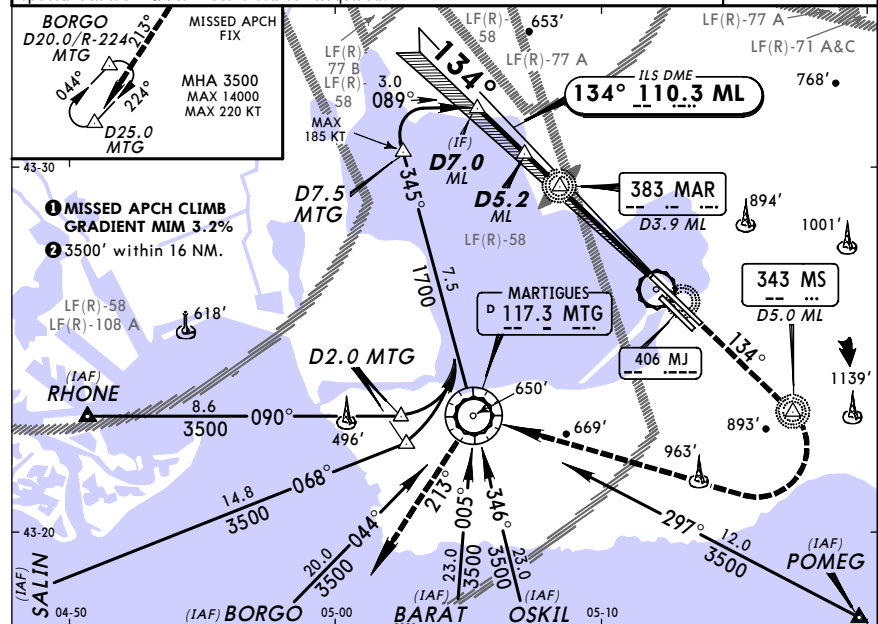 BORGO
D20.0/R-224
MTG
213°
MISSED APCH
FIX
044°
224°
D25.0
MTG
MHA 3500
MAX 14000
MAX 220 KT
LF(R)-
77 B
LF(R)-
58
LF(R)-
58
653'
LF(R)-77 A
LF(R)-77 A
LF(R)-71 A&C
768'
134°
ILS DME
134° 110.3 ML
3.0
089°
MAX
185 KT
(IF)
D7.0
ML
D5.2
ML
43-30
D7.5
MTG
345°
7.5
1700
383 MAR
D3.9 ML
894'
1001'
❶ MISSED APCH CLIMB
GRADIENT MIM 3.2%
❷ 3500' within 16 NM.
LF(R)-58
LF(R)-58
LF(R)-108 A
618'
MARTIGUES
D 117.3 MTG
343 MS
D5.0 ML
406 MJ
134°
1139'
D2.0 MTG
(IAF)
RHONE
8.6
3500
090°
496'
650'
669'
893'
963'
14.8
3500
068°
43-20
(IAF)
SALIN
20.0
3500
044°
213°
23.0
3500
005°
346°
23.0
3500
297°
12.0
3500
(IAF)
POMEG
04-50
(IAF) BORGO
05-00
(IAF)
BARAT
(IAF)
OSKIL
05-10